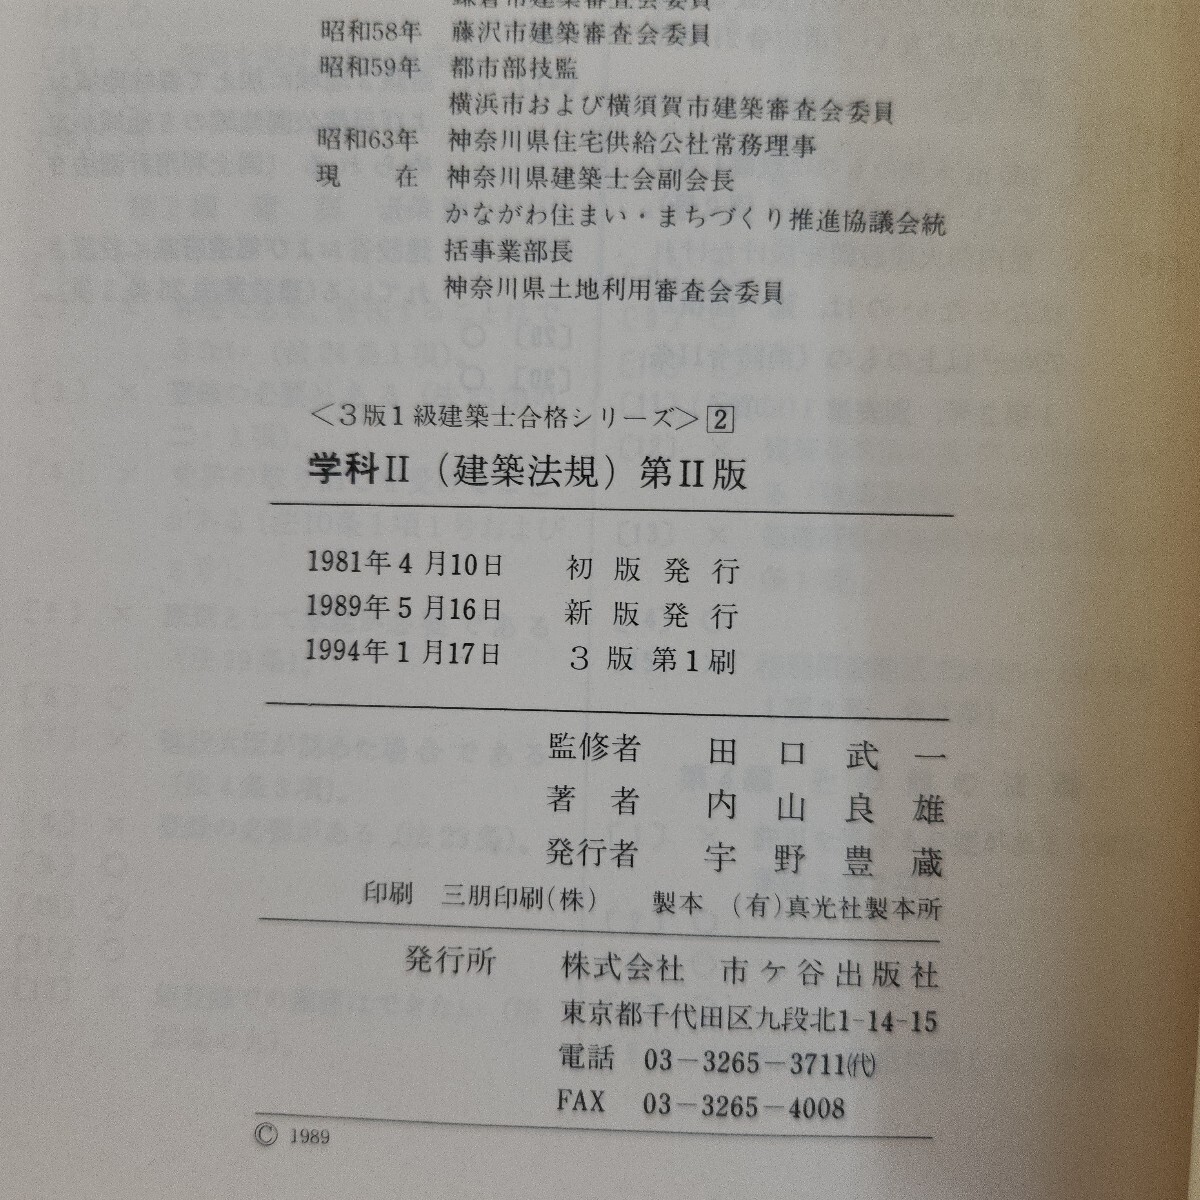 鎌倉市建築審査会委員
昭和58年 藤沢市建築審査会委員
昭和59年 都市部技監
横浜市および横須賀市建築審査会委員
昭和63年 神奈川県住宅供給公社常務理事
現 在 神奈川県建築士会副会長
かながわ住まい・まちづくり推進協議会統
括事業部長
神奈川県土地利用審査会委員
＜3版1級建築士合格シリーズ＞2
学科II（建築法規）第II版
1981年4月10日 初版発行
1989年5月16日 新版発行
1994年1月17日 3版第1刷
監修者 田口武一
著者 内山良雄
発行者 宇野豊蔵
印刷 三朋印刷(株) 製本 (有)真光社製本所
発行所 株式会社 市ケ谷出版社
東京都千代田区九段北1-14-15
電話 03-3265-3711(代)
FAX 03-3265-4008
© 1989